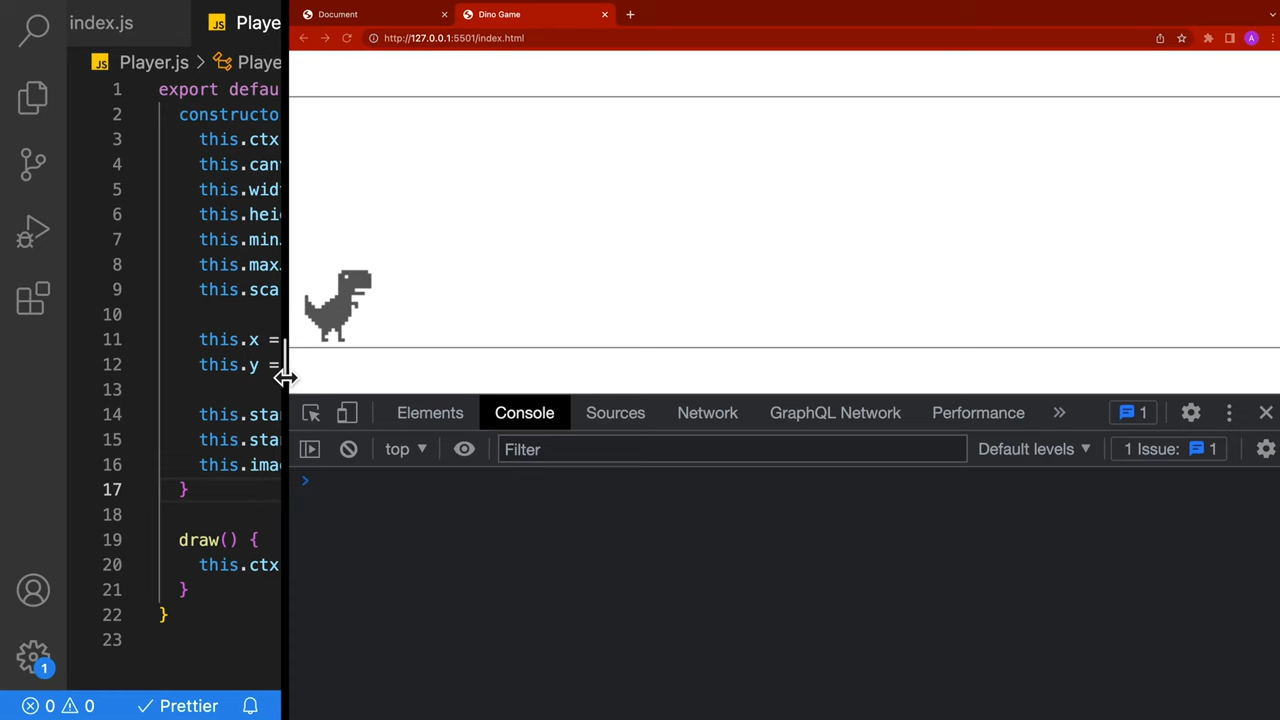 index.js
JS Playe
JS Player.js > Playe
1 export defau
2 constructo
3 this.ctx
4 this.can
5 this.widt
6 this.heig
7 this.min
8 this.max
9 this.sca
10
11 this.x =
12 this.y =
13
14 this.sta
15 this.sta
16 this.ima
17 }
18
19 draw() {
20 this.ctx
21 }
22 }
23
1
0 0 Prettier
Document
Dino Game
http://127.0.0.1:5501/index.html
A
Elements Console Sources Network GraphQL Network Performance » 1
top Filter Default levels 1 Issue: 1